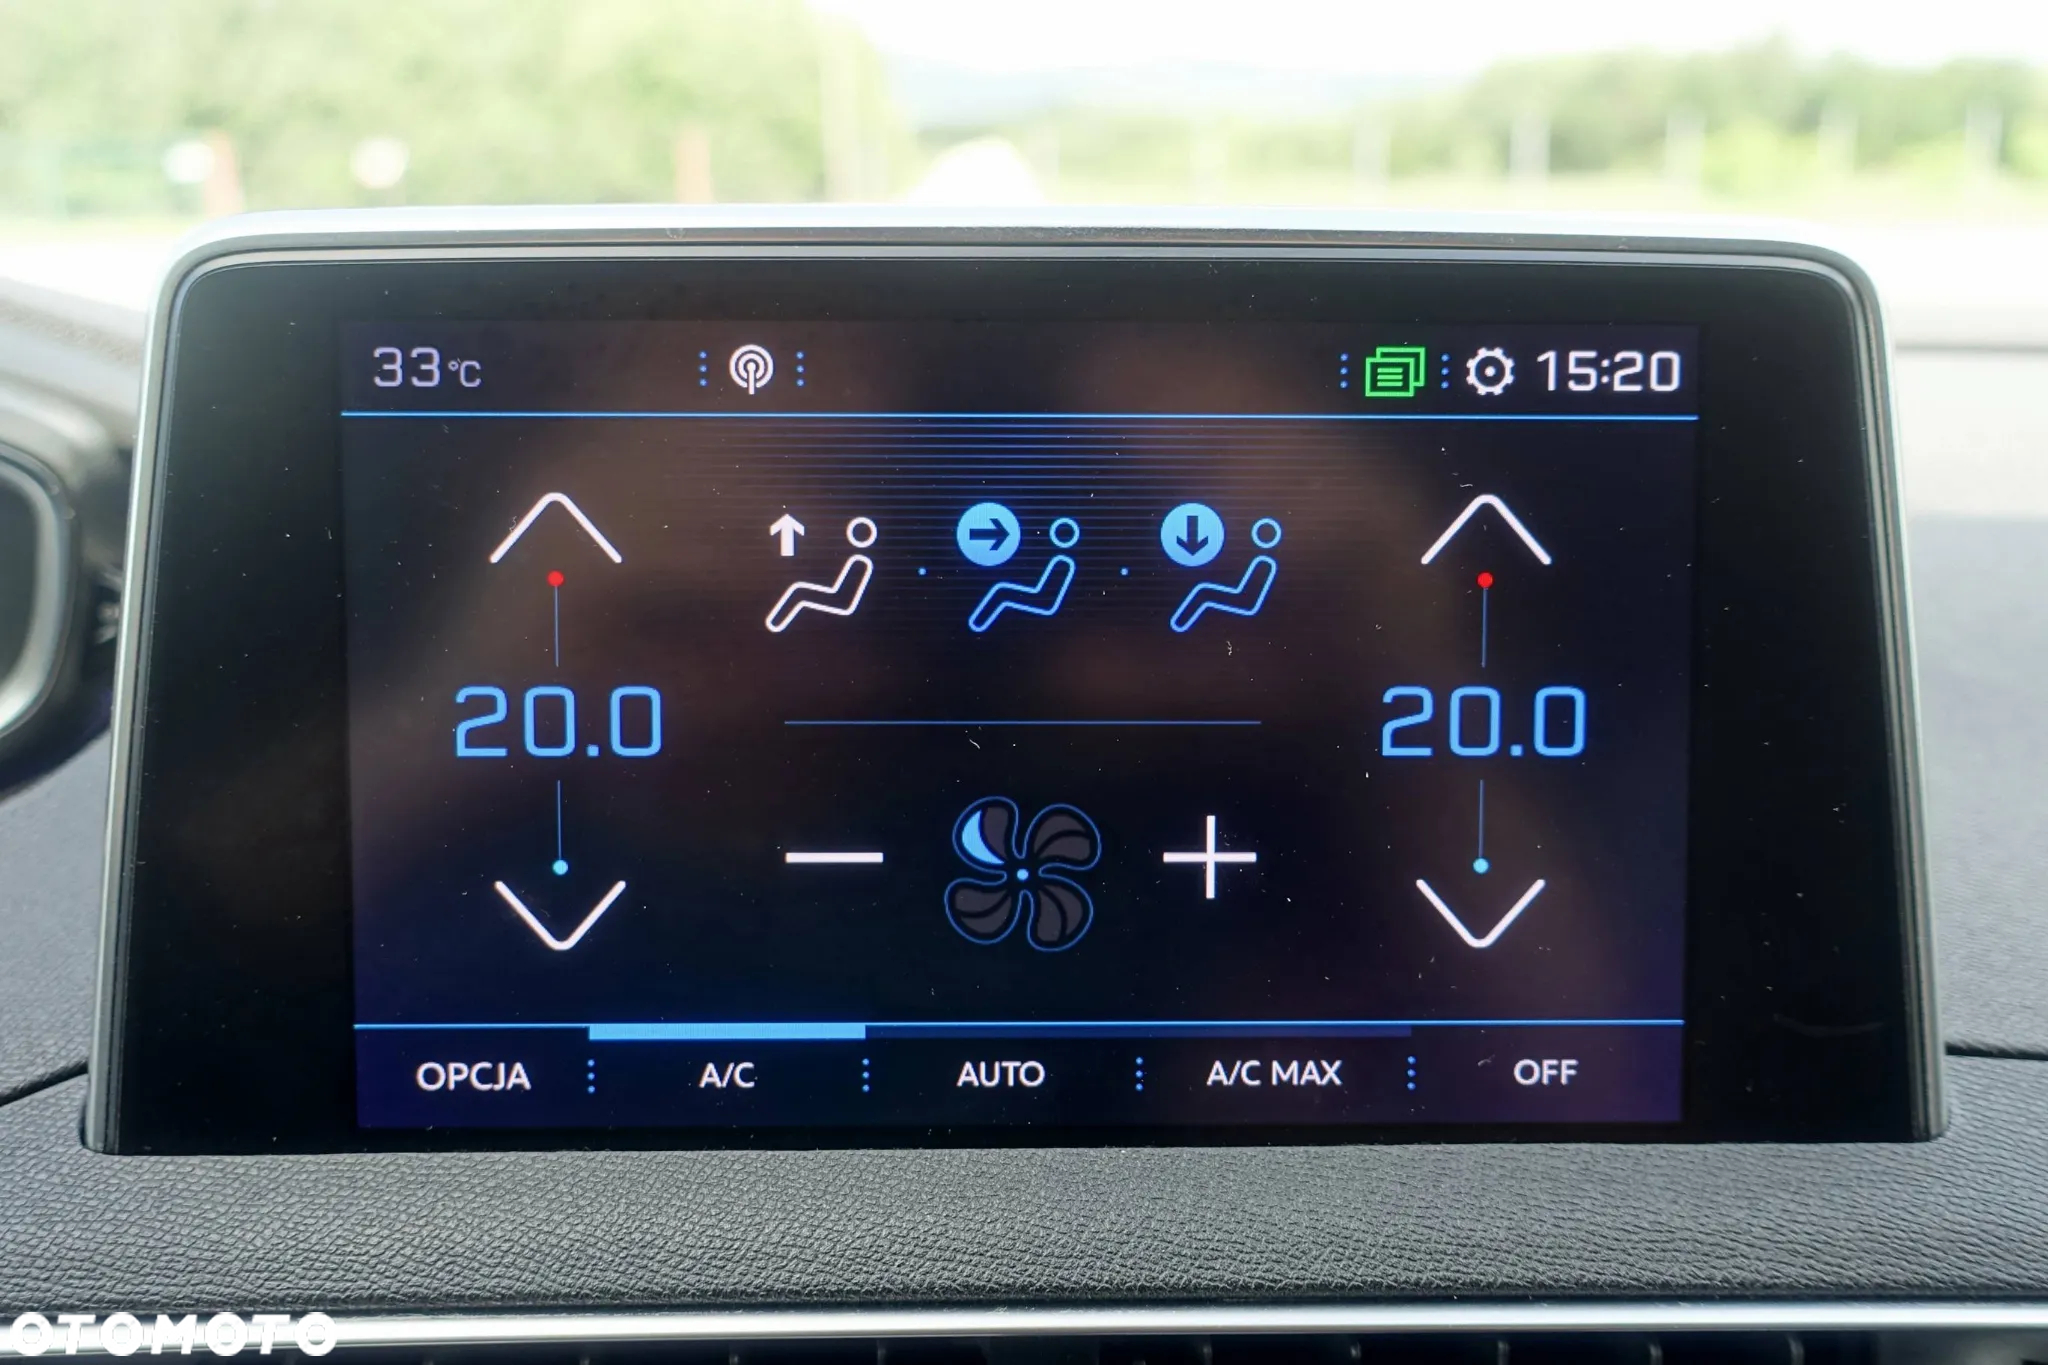 33°C
15:20
20.0
20.0
OPCJA
A/C
AUTO
A/C MAX
OFF
OTOMOTO